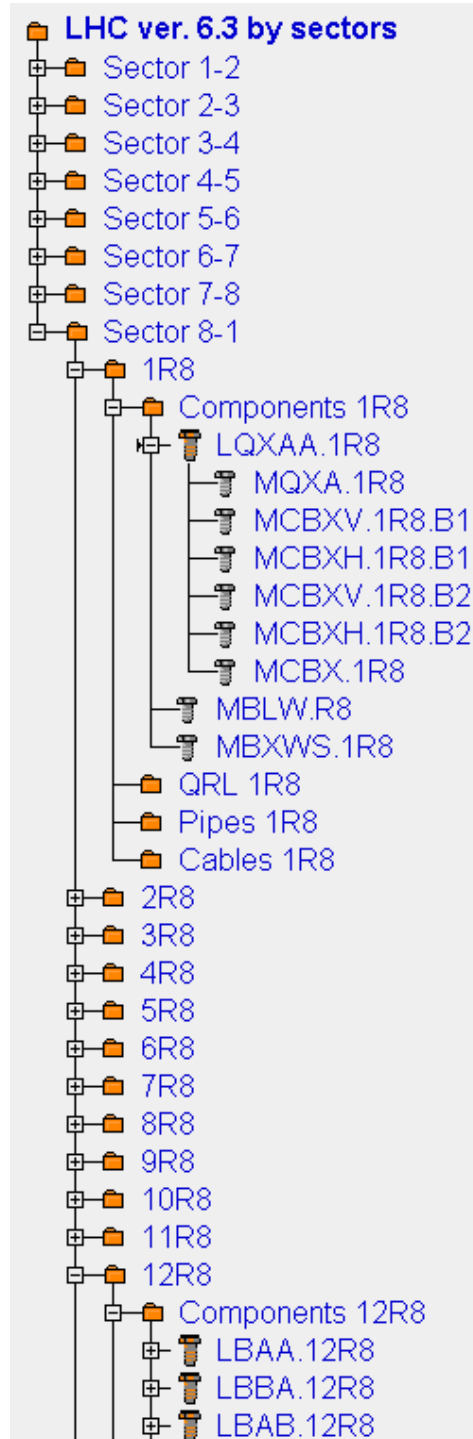 LHC ver. 6.3 by sectors
Sector 1-2
Sector 2-3
Sector 3-4
Sector 4-5
Sector 5-6
Sector 6-7
Sector 7-8
Sector 8-1
1R8
Components 1R8
LQXAA.1R8
MQXA.1R8
MCBXV.1R8.B1
MCBXH.1R8.B1
MCBXV.1R8.B2
MCBXH.1R8.B2
MCBX.1R8
MBLW.R8
MBXWS.1R8
QRL 1R8
Pipes 1R8
Cables 1R8
2R8
3R8
4R8
5R8
6R8
7R8
8R8
9R8
10R8
11R8
12R8
Components 12R8
LBAA.12R8
LBBA.12R8
LBAB.12R8